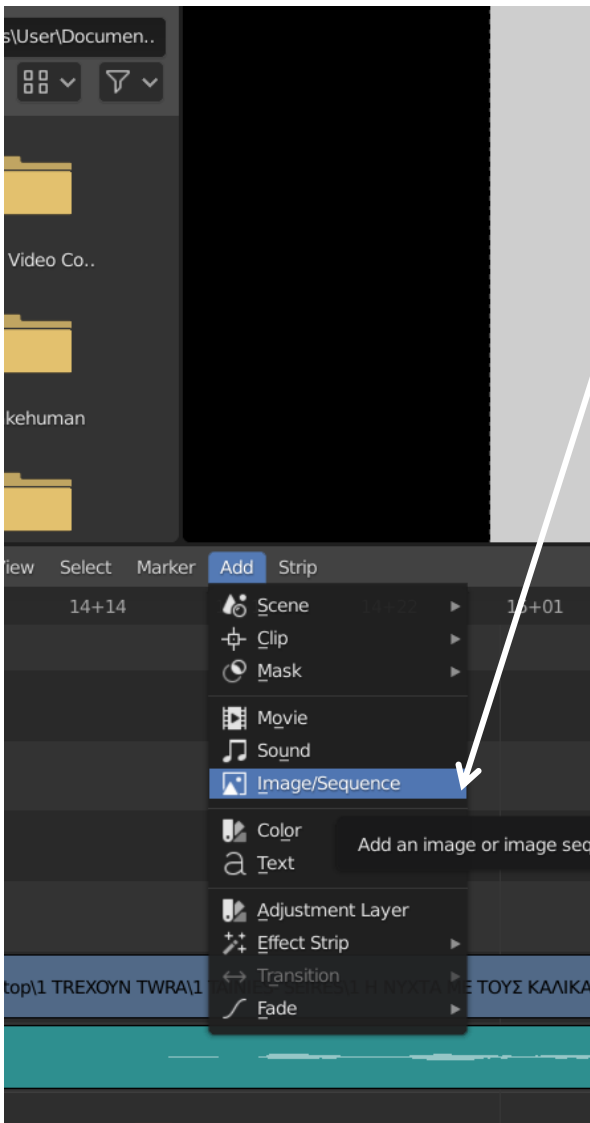 s\User\Documen..
Video Co..
kehuman
iew Select Marker Add Strip
14+14 14+22 15+01
Scene
Clip
Mask
Movie
Sound
Image/Sequence
Color
Add an image or image seq
Text
Adjustment Layer
Effect Strip
Transition
top\1 TREXOYN TWRA\1 TAINIES, SEIRES\1 Η ΝΥΧΤΑ ΜΕ ΤΟΥΣ ΚΑΛΙΚΑ
Fade